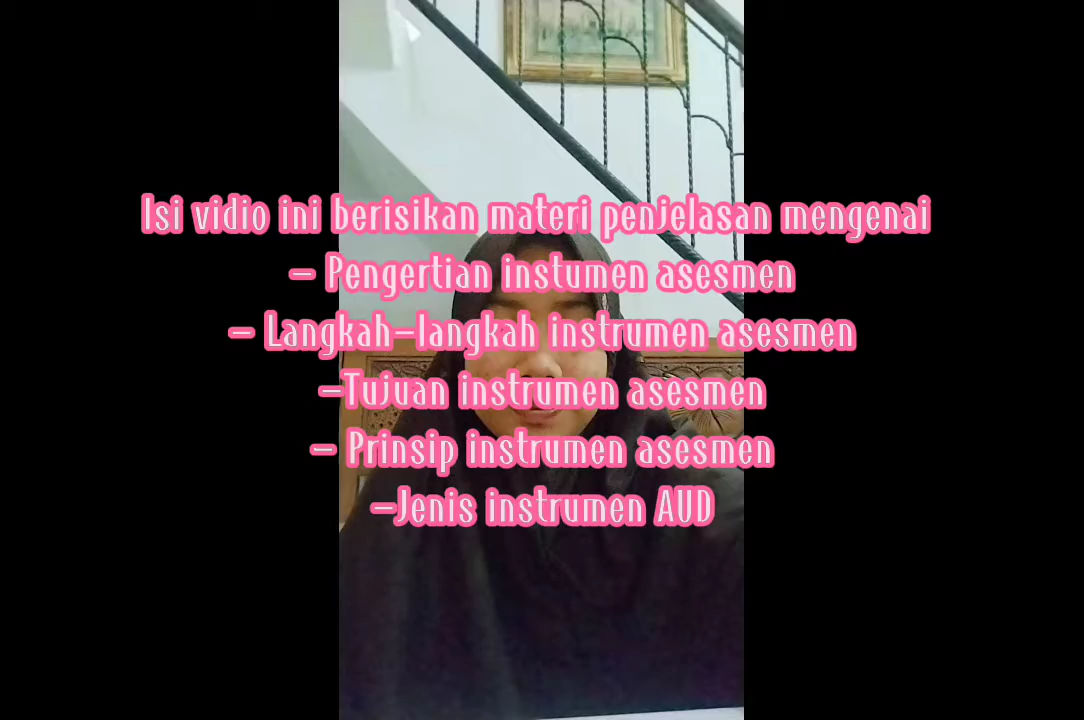 Isi vidio ini berisikan materi penjelasan mengenai
- Pengertian instumen asesmen
- Langkah-langkah instrumen asesmen
-Tujuan instrumen asesmen
- Prinsip instrumen asesmen
-Jenis instrumen AUD